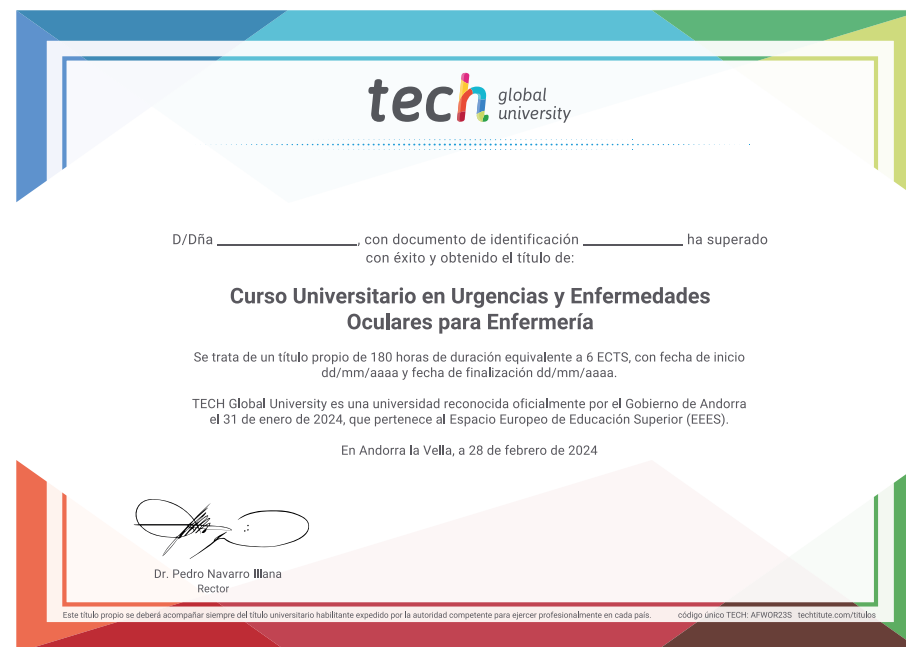 tech global university
D/Dña ____________________, con documento de identificación ______________ ha superado
con éxito y obtenido el título de:
Curso Universitario en Urgencias y Enfermedades
Oculares para Enfermería
Se trata de un título propio de 180 horas de duración equivalente a 6 ECTS, con fecha de inicio
dd/mm/aaaa y fecha de finalización dd/mm/aaaa.
TECH Global University es una universidad reconocida oficialmente por el Gobierno de Andorra
el 31 de enero de 2024, que pertenece al Espacio Europeo de Educación Superior (EEES).
En Andorra la Vella, a 28 de febrero de 2024
Dr. Pedro Navarro Illana
Rector
Este título propio se deberá acompañar siempre del título universitario habilitante expedido por la autoridad competente para ejercer profesionalmente en cada país. código único TECH: AFWOR23S techtitute.com/titulos